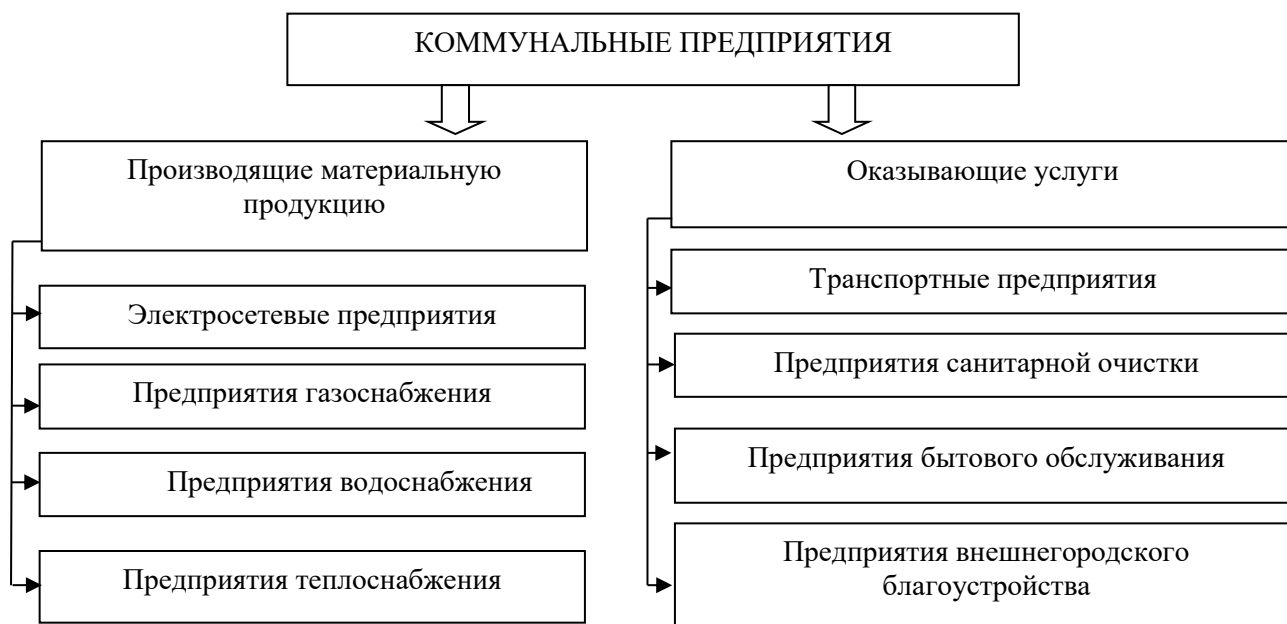 КОММУНАЛЬНЫЕ ПРЕДПРИЯТИЯ
Производящие материальную
продукцию
Электросетевые предприятия
Предприятия газоснабжения
Предприятия водоснабжения
Предприятия теплоснабжения
Оказывающие услуги
Транспортные предприятия
Предприятия санитарной очистки
Предприятия бытового обслуживания
Предприятия внешнегородского
благоустройства